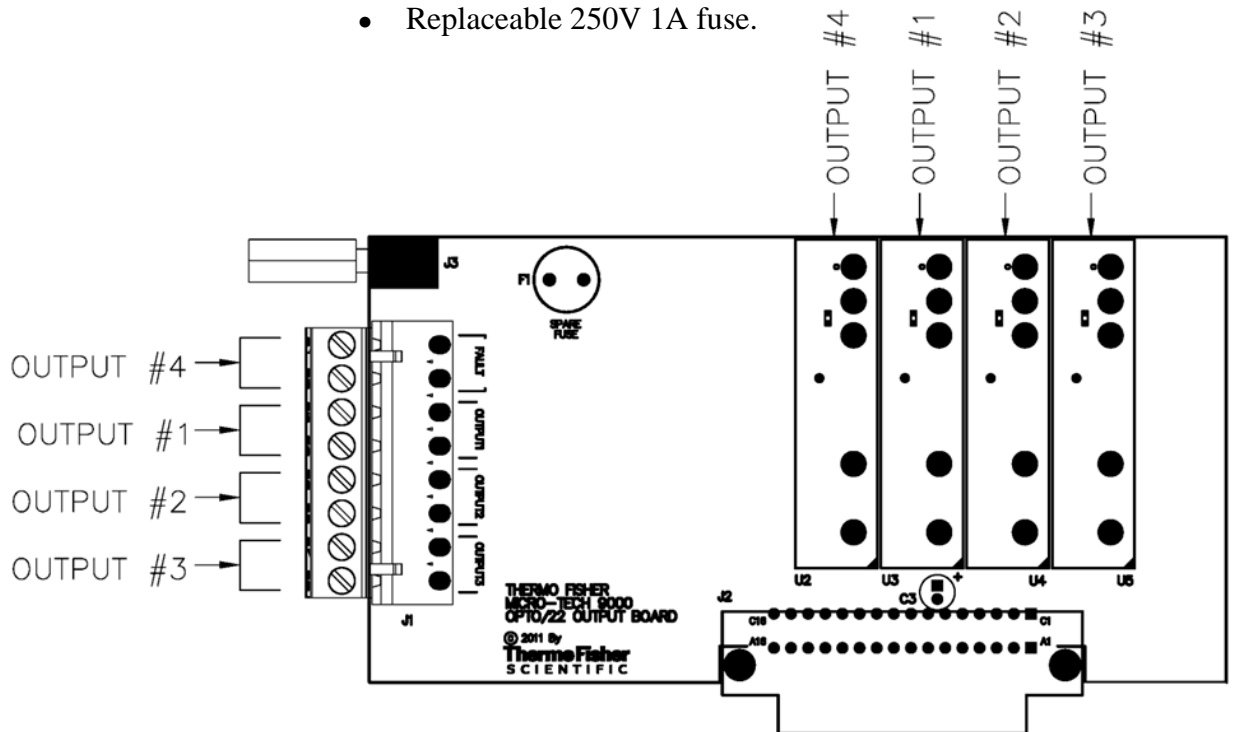 • Replaceable 250V 1A fuse.
OUTPUT #4
OUTPUT #1
OUTPUT #2
OUTPUT #3
J3
F1
SPARE
FUSE
OUTPUT #4
OUTPUT #1
OUTPUT #2
OUTPUT #3
FAULT
OUTPUT1
OUTPUT2
OUTPUT3
J1
U2
U3
U4
U5
C3
+
J2
C16
C1
A16
A1
THERMO FISHER
MICRO-TECH 9000
OPTO/22 OUTPUT BOARD
© 2011 By
ThermoFisher
SCIENTIFIC